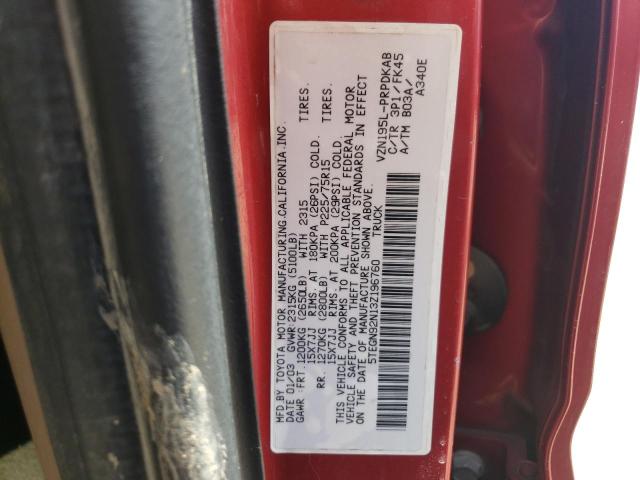 MFD.BY TOYOTA MOTOR MANUFACTURING.CALIFORNIA.INC.
DATE 01/03 GVWR:2315KG (5100LB)
GAWR : FRT.1200KG (2650LB) WITH 2315 TIRES.
15X7JJ RIMS. AT 180KPA (26PSI) COLD.
RR. 1270KG (2800LB) WITH P225/75R15 TIRES.
15X7JJ RIMS. AT 200KPA (29PSI) COLD.
THIS VEHICLE CONFORMS TO ALL APPLICABLE FEDERAL MOTOR
VEHICLE SAFETY AND THEFT PREVENTION STANDARDS IN EFFECT
ON THE DATE OF MANUFACTURE SHOWN ABOVE.
5TEGN92N13Z196760 TRUCK
VZN195L-PRPDKAB
C/TR 3P1/FK45
A/TM B03A/
A340E